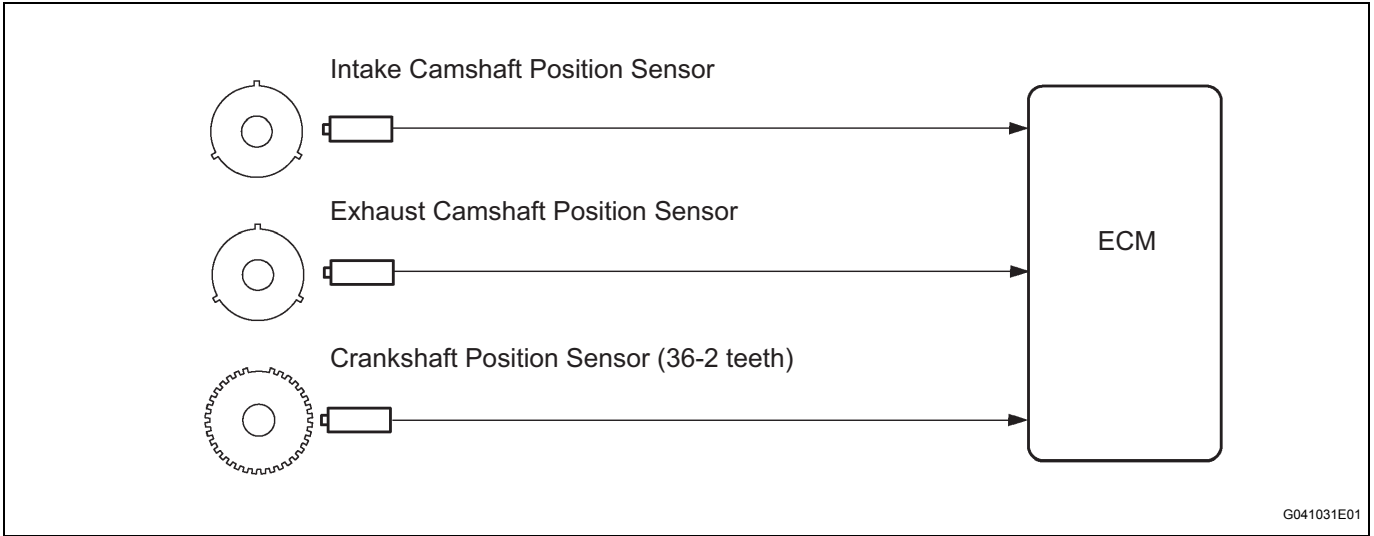 Intake Camshaft Position Sensor
Exhaust Camshaft Position Sensor
ECM
Crankshaft Position Sensor (36-2 teeth)
G041031E01